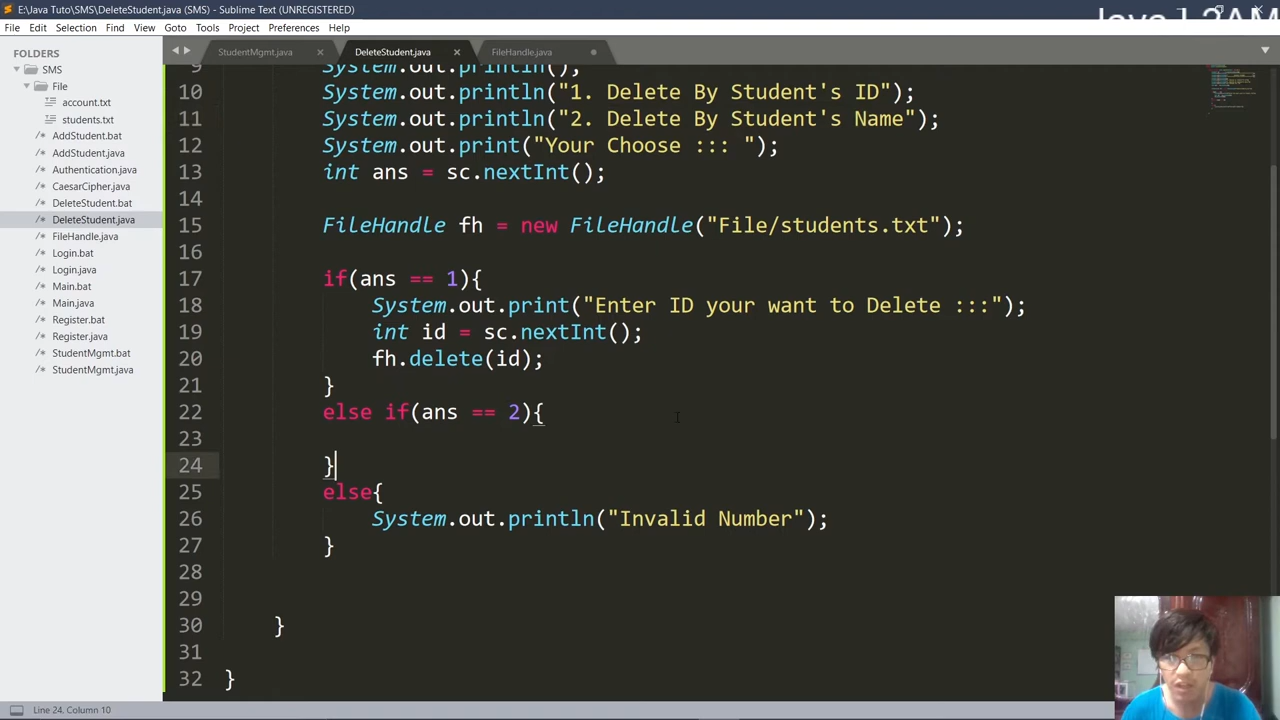 E:\Java Tuto\SMS\DeleteStudent.java (SMS) - Sublime Text (UNREGISTERED)
File Edit Selection Find View Goto Tools Project Preferences Help
FOLDERS
SMS
File
account.txt
students.txt
AddStudent.bat
AddStudent.java
Authentication.java
CaesarCipher.java
DeleteStudent.bat
DeleteStudent.java
FileHandle.java
Login.bat
Login.java
Main.bat
Main.java
Register.bat
Register.java
StudentMgmt.bat
StudentMgmt.java
StudentMgmt.java DeleteStudent.java FileHandle.java
9 System.out.println();
10 System.out.println("1. Delete By Student's ID");
11 System.out.println("2. Delete By Student's Name");
12 System.out.print("Your Choose ::: ");
13 int ans = sc.nextInt();
14
15 FileHandle fh = new FileHandle("File/students.txt");
16
17 if(ans == 1){
18 System.out.print("Enter ID your want to Delete :::");
19 int id = sc.nextInt();
20 fh.delete(id);
21 }
22 else if(ans == 2){
23
24 }
25 else{
26 System.out.println("Invalid Number");
27 }
28
29
30 }
31
32 }
Line 24, Column 10